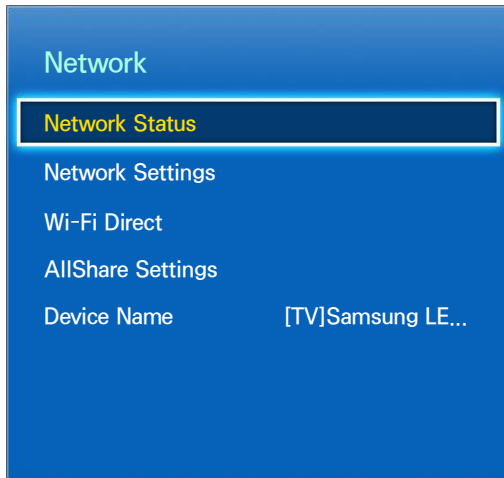 Network
Network Status
Network Settings
Wi-Fi Direct
AllShare Settings
Device Name [TV]Samsung LE...